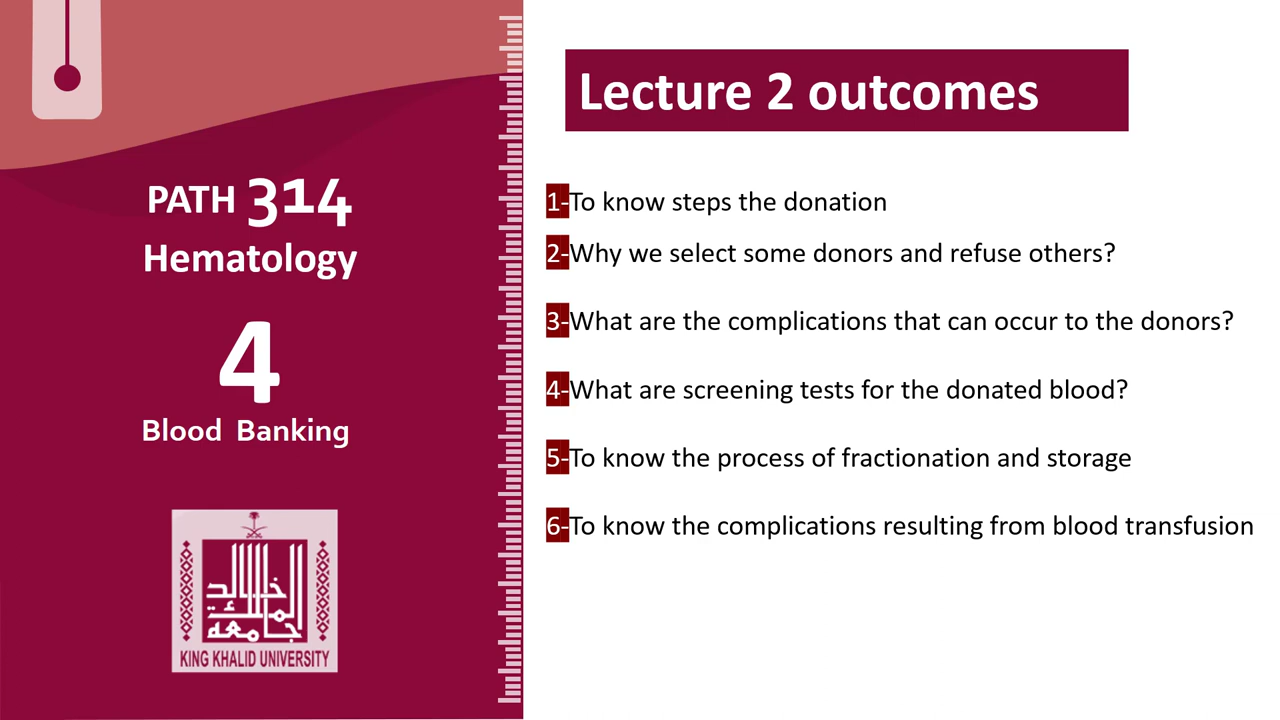 PATH 314
Hematology
4
Blood Banking
جامعة
الملك
خالد
KING KHALID UNIVERSITY
Lecture 2 outcomes
1-To know steps the donation
2-Why we select some donors and refuse others?
3-What are the complications that can occur to the donors?
4-What are screening tests for the donated blood?
5-To know the process of fractionation and storage
6-To know the complications resulting from blood transfusion